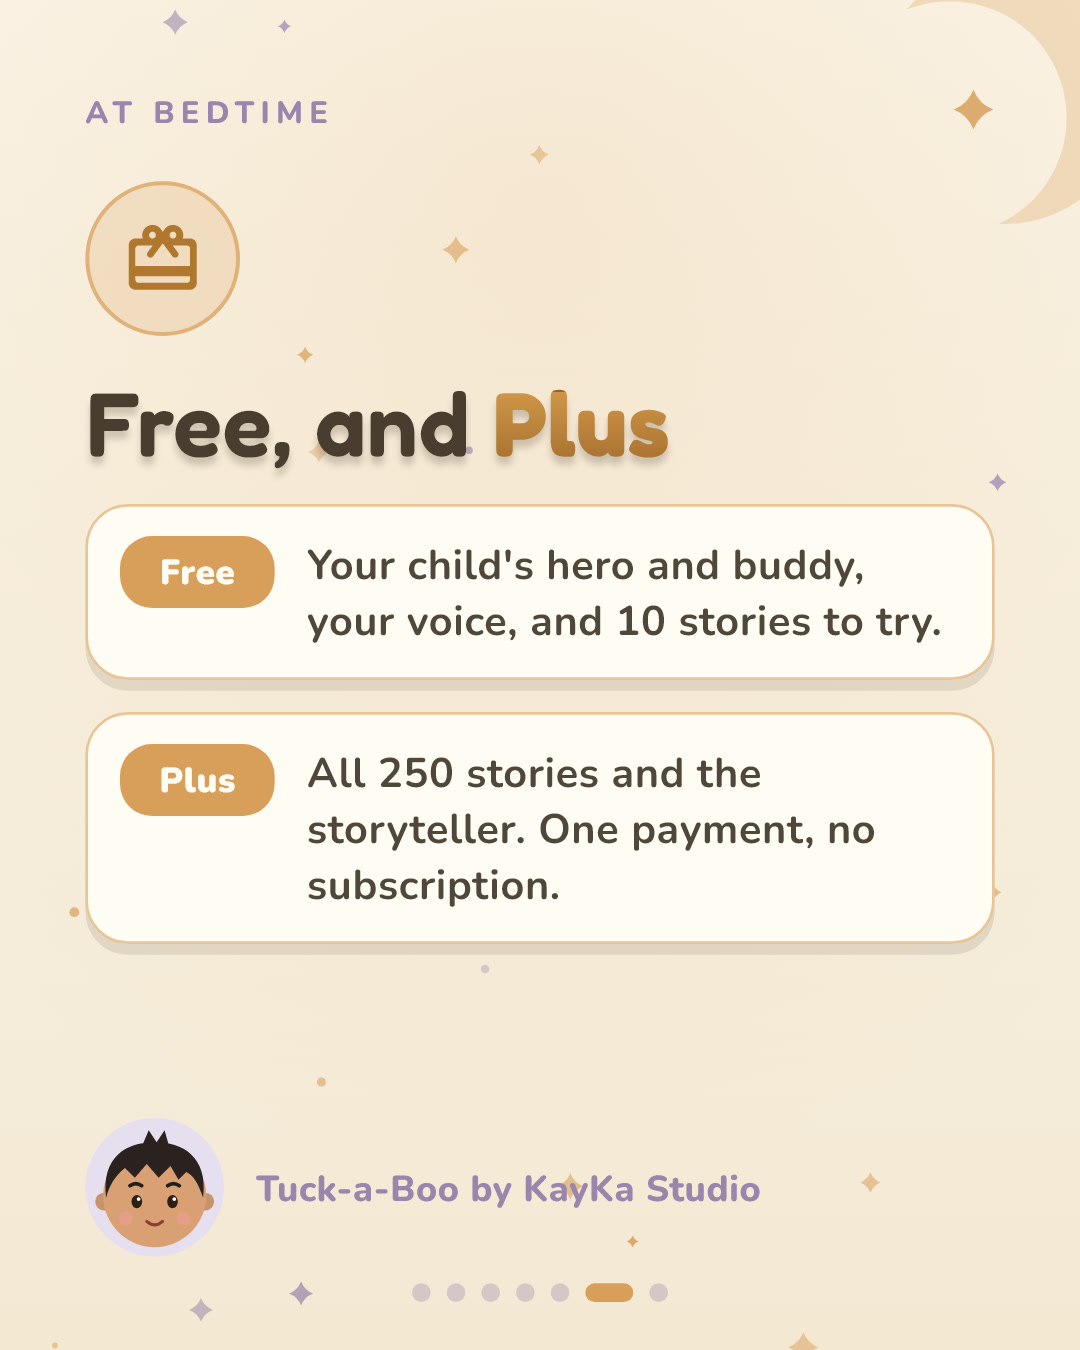 AT BEDTIME
Free, and Plus
Free
Your child's hero and buddy,
your voice, and 10 stories to try.
Plus
All 250 stories and the
storyteller. One payment, no
subscription.
Tuck-a-Boo by KayKa Studio